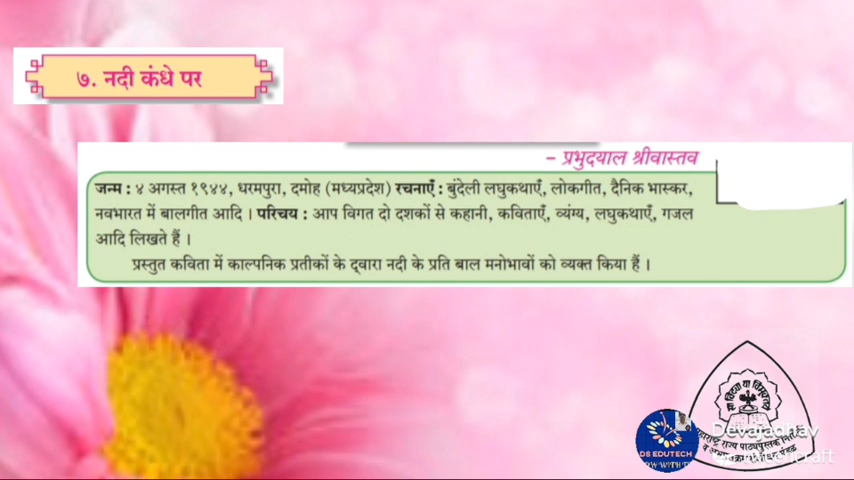 ७. नदी कंधे पर
– प्रभुदयाल श्रीवास्तव
जन्म : ४ अगस्त १९४४, धरमपुरा, दमोह (मध्यप्रदेश) रचनाएँ : बुंदेली लघुकथाएँ, लोकगीत, दैनिक भास्कर,
नवभारत में बालगीत आदि । परिचय : आप विगत दो दशकों से कहानी, कविताएँ, व्यंग्य, लघुकथाएँ, गजल
आदि लिखते हैं ।
प्रस्तुत कविता में काल्पनिक प्रतीकों के द्वारा नदी के प्रति बाल मनोभावों को व्यक्त किया हैं ।
DS EDUTECH
Devajadhav